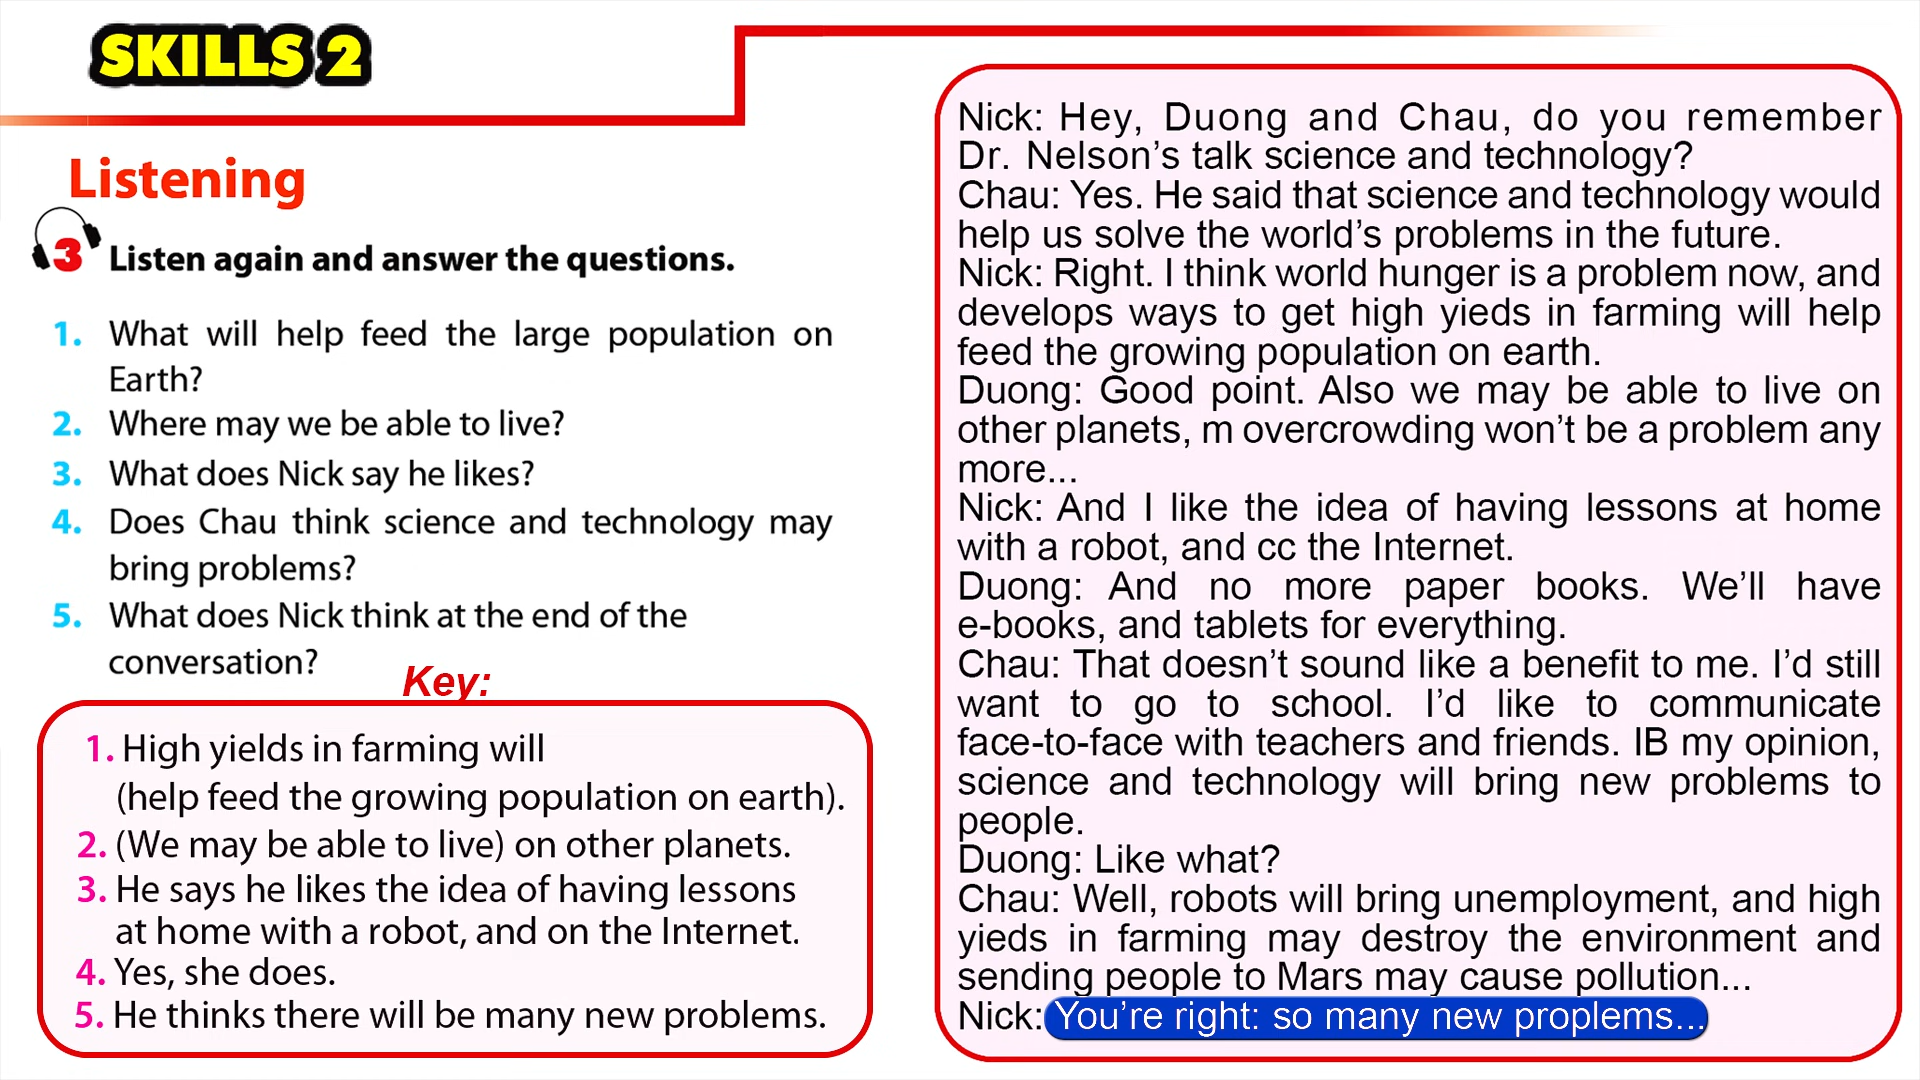 SKILLS 2
Listening
3 Listen again and answer the questions.
1. What will help feed the large population on
Earth?
2. Where may we be able to live?
3. What does Nick say he likes?
4. Does Chau think science and technology may
bring problems?
5. What does Nick think at the end of the
conversation?
Key:
1. High yields in farming will
(help feed the growing population on earth).
2. (We may be able to live) on other planets.
3. He says he likes the idea of having lessons
at home with a robot, and on the Internet.
4. Yes, she does.
5. He thinks there will be many new problems.
Nick: Hey, Duong and Chau, do you remember
Dr. Nelson’s talk science and technology?
Chau: Yes. He said that science and technology would
help us solve the world’s problems in the future.
Nick: Right. I think world hunger is a problem now, and
develops ways to get high yieds in farming will help
feed the growing population on earth.
Duong: Good point. Also we may be able to live on
other planets, m overcrowding won’t be a problem any
more...
Nick: And I like the idea of having lessons at home
with a robot, and cc the Internet.
Duong: And no more paper books. We’ll have
e-books, and tablets for everything.
Chau: That doesn’t sound like a benefit to me. I’d still
want to go to school. I’d like to communicate
face-to-face with teachers and friends. IB my opinion,
science and technology will bring new problems to
people.
Duong: Like what?
Chau: Well, robots will bring unemployment, and high
yieds in farming may destroy the environment and
sending people to Mars may cause pollution...
Nick: You’re right: so many new proplems...